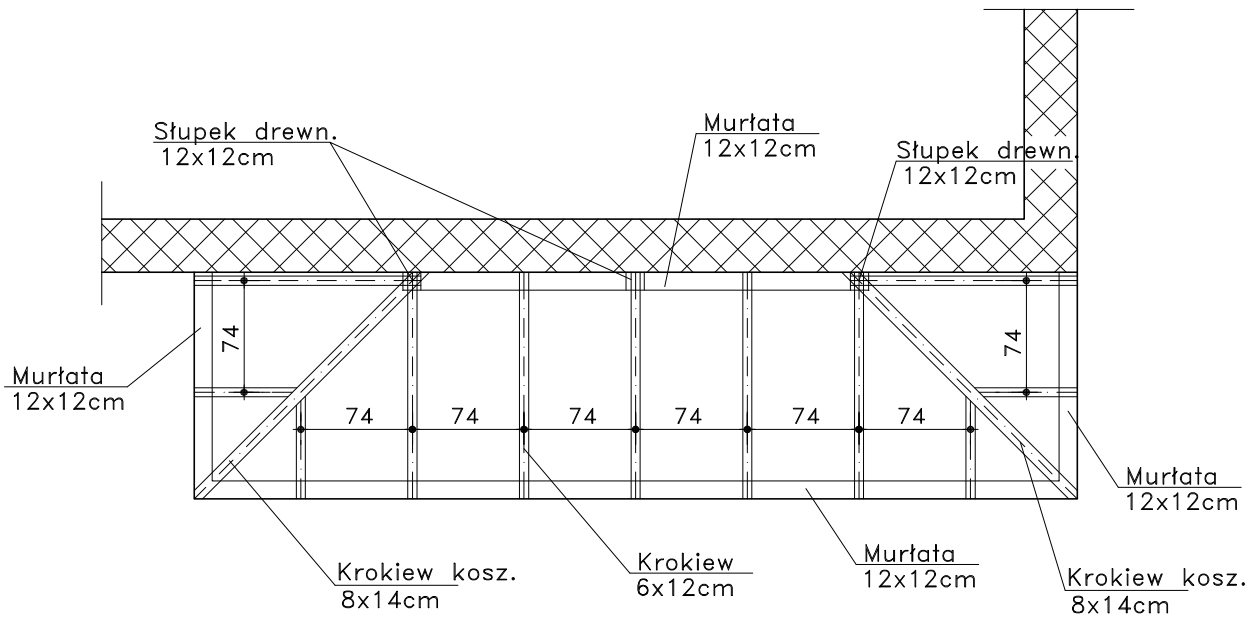 Murłata
12x12cm
Słupek drewn.
12x12cm
Słupek drewn.
12x12cm
74
74
Murłata
12x12cm
74
74
74
74
74
74
Murłata
12x12cm
Murłata
12x12cm
Krokiew
6x12cm
Krokiew kosz.
8x14cm
Krokiew kosz.
8x14cm